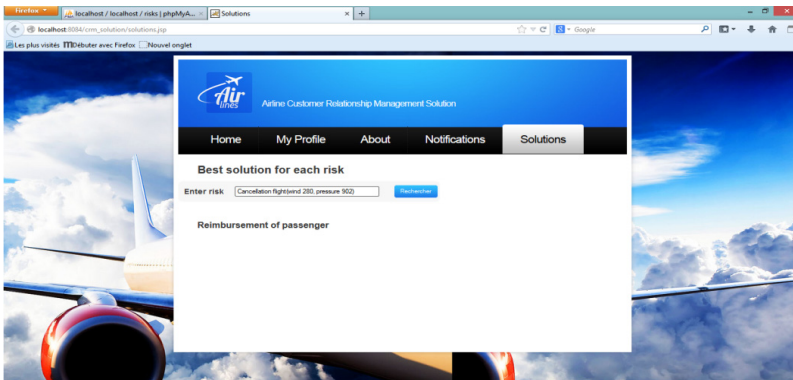 Firefox
localhost / localhost / risks | phpMyA...
Solutions
localhost:8084/crm_solution/solutions.jsp
Google
Les plus visités
Débuter avec Firefox
Nouvel onglet
Air
lines
Airline Customer Relationship Management Solution
Home
My Profile
About
Notifications
Solutions
Best solution for each risk
Enter risk
Cancellation flight(wind 280, pressure 902)
Rechercher
Reimbursement of passenger